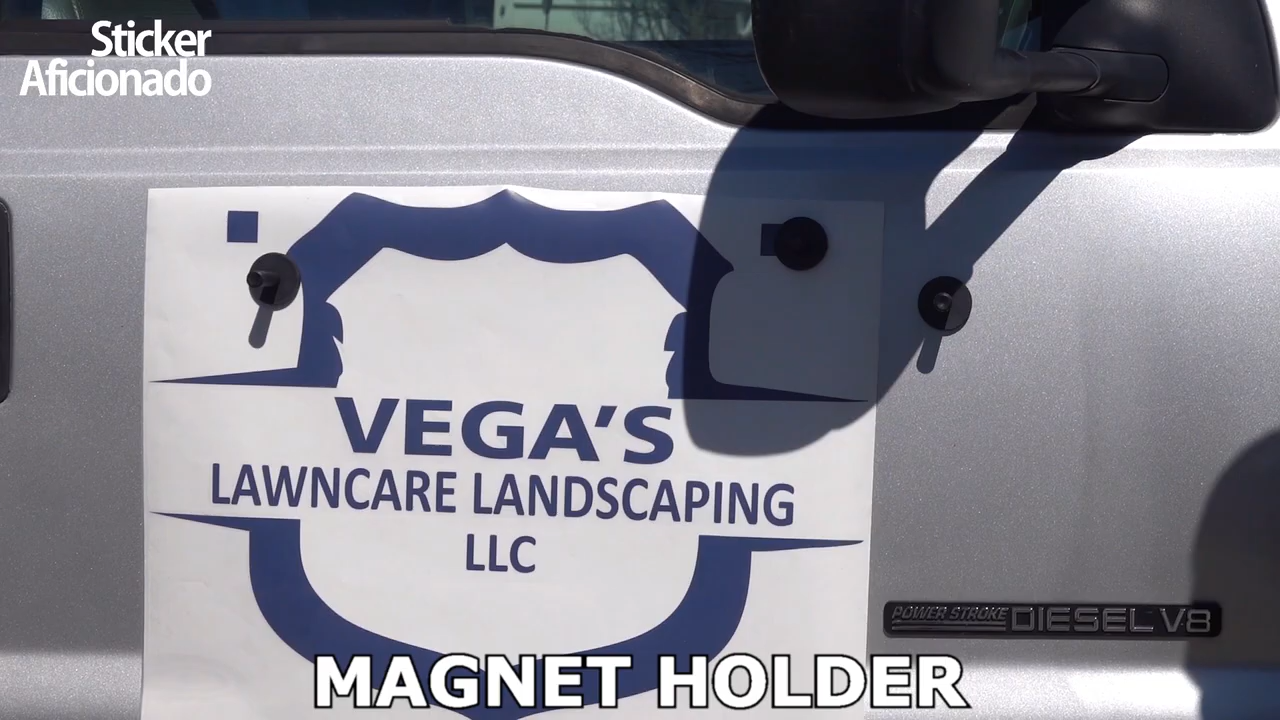 Sticker
Aficionado
VEGA'S
LAWNCARE LANDSCAPING
LLC
POWER STROKE DIESEL V8
MAGNET HOLDER